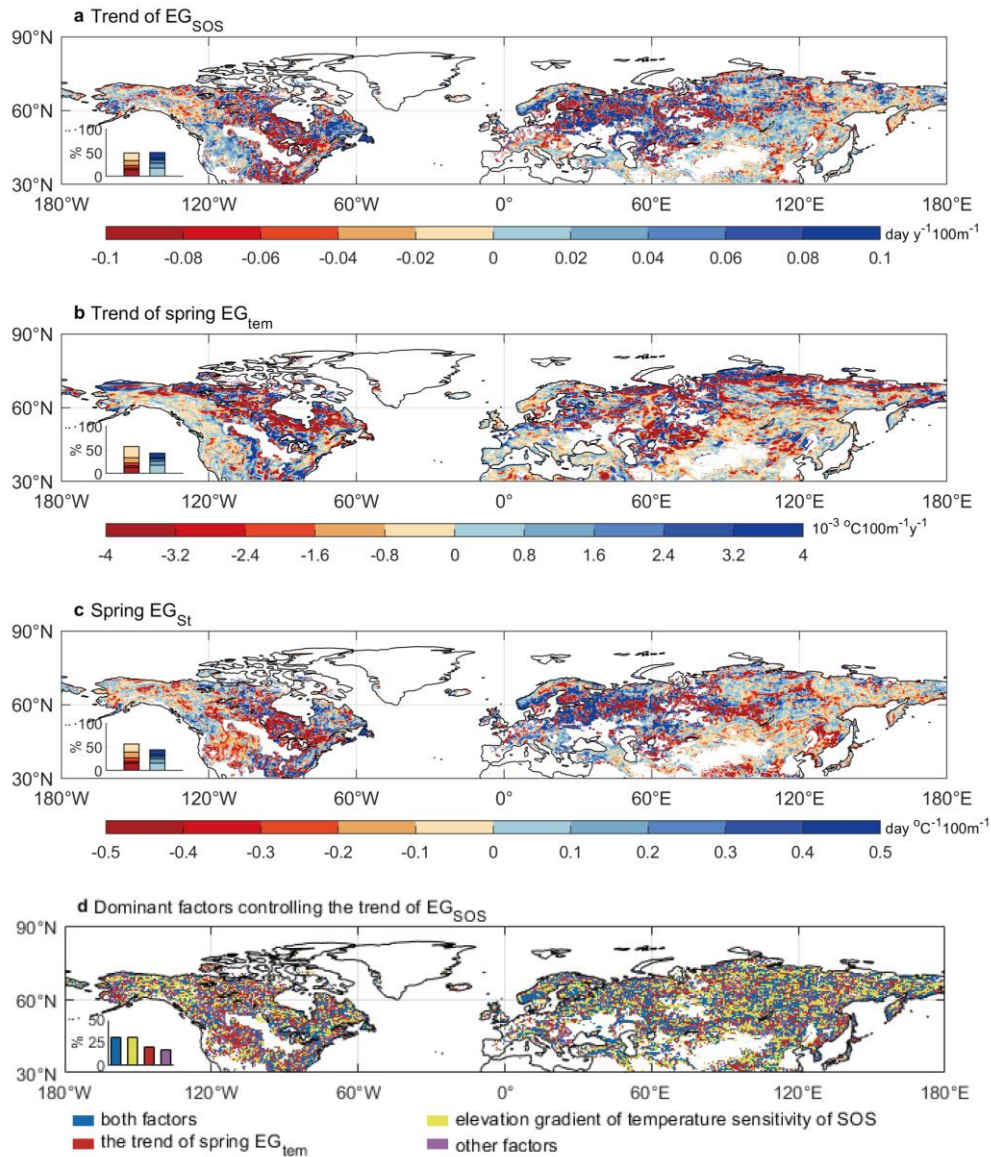 a Trend of EG_SOS
90°N
60°N
30°N
100
50
0
%
180°W 120°W 60°W 0° 60°E 120°E 180°E
day y⁻¹100m⁻¹
-0.1 -0.08 -0.06 -0.04 -0.02 0 0.02 0.04 0.06 0.08 0.1
b Trend of spring EG_tem
90°N
60°N
30°N
100
50
0
%
180°W 120°W 60°W 0° 60°E 120°E 180°E
10⁻³ °C100m⁻¹y⁻¹
-4 -3.2 -2.4 -1.6 -0.8 0 0.8 1.6 2.4 3.2 4
c Spring EG_St
90°N
60°N
30°N
100
50
0
%
180°W 120°W 60°W 0° 60°E 120°E 180°E
day °C⁻¹100m⁻¹
-0.5 -0.4 -0.3 -0.2 -0.1 0 0.1 0.2 0.3 0.4 0.5
d Dominant factors controlling the trend of EG_SOS
90°N
60°N
30°N
50
25
0
%
180°W 120°W 60°W 0° 60°E 120°E 180°E
both factors elevation gradient of temperature sensitivity of SOS
the trend of spring EG_tem other factors